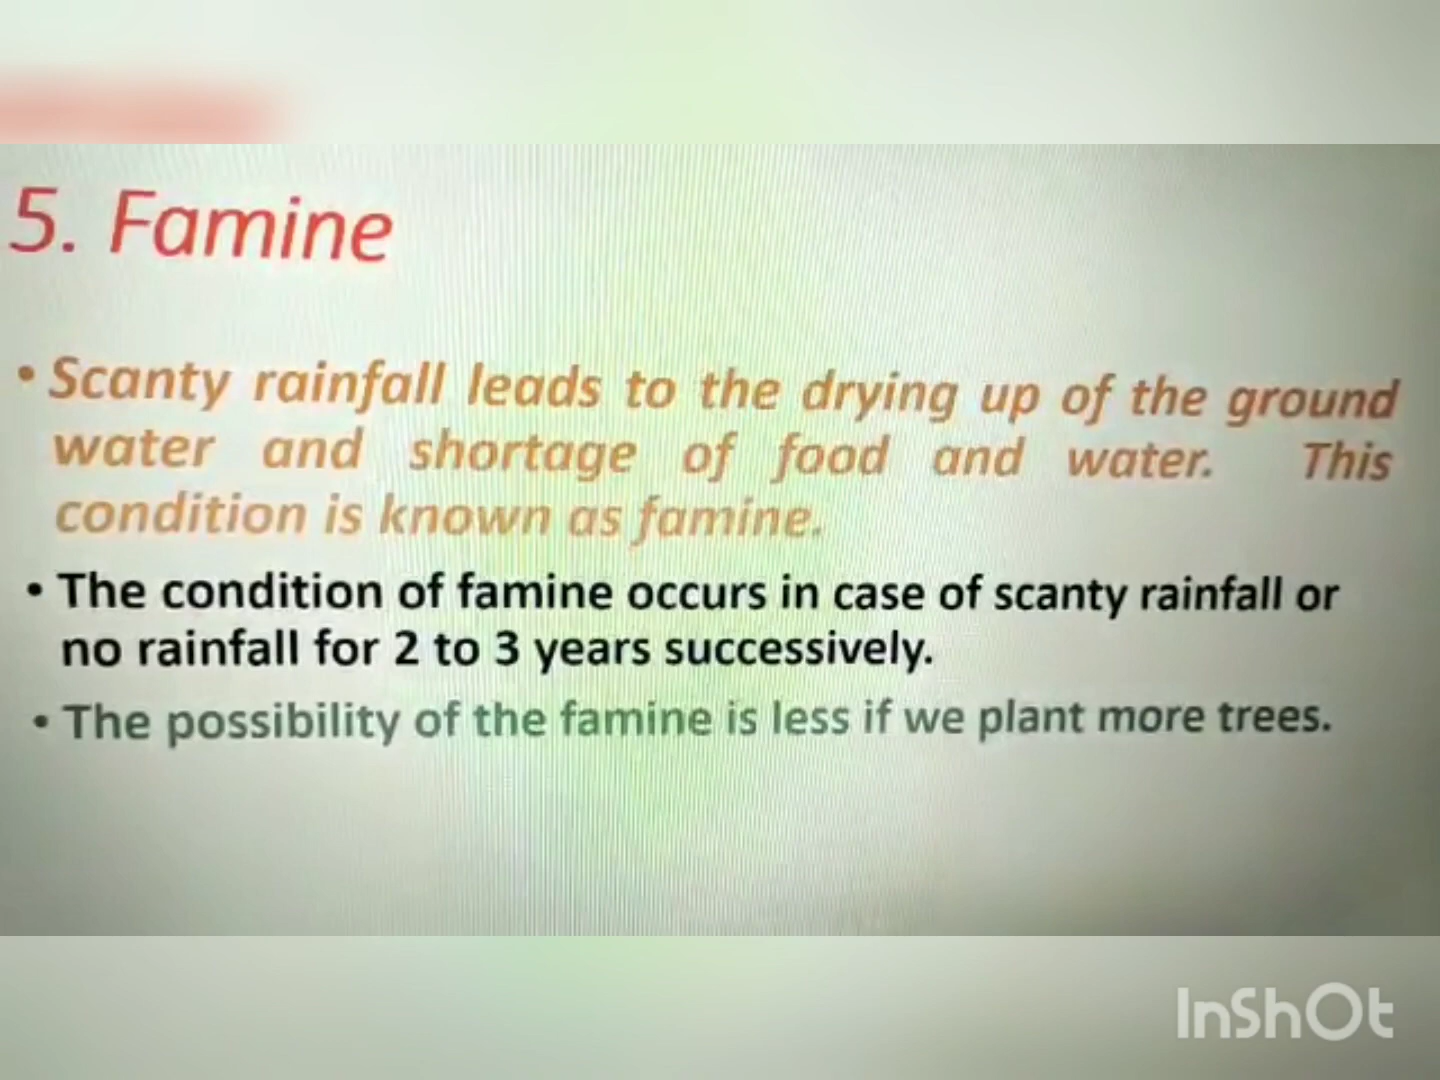 5. Famine
• Scanty rainfall leads to the drying up of the ground
water and shortage of food and water. This
condition is known as famine.
• The condition of famine occurs in case of scanty rainfall or
no rainfall for 2 to 3 years successively.
• The possibility of the famine is less if we plant more trees.
InShOt